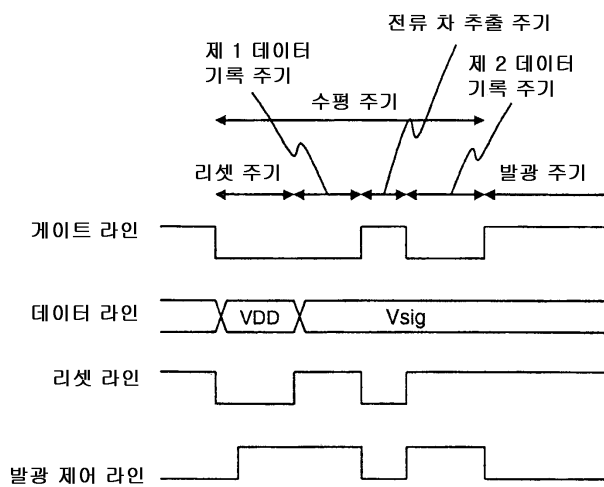 전류 차 추출 주기
제 1 데이터
기록 주기
제 2 데이터
기록 주기
수평 주기
리셋 주기
발광 주기
게이트 라인
데이터 라인
VDD
Vsig
리셋 라인
발광 제어 라인